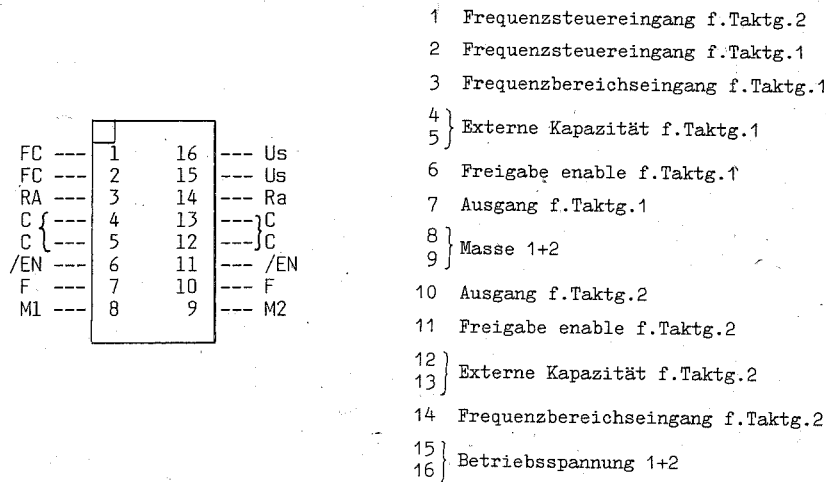 FC --- 1 16 --- Us
FC --- 2 15 --- Us
RA --- 3 14 --- Ra
C { --- 4 13 --- } C
C { --- 5 12 --- } C
/EN --- 6 11 --- /EN
F --- 7 10 --- F
M1 --- 8 9 --- M2
1 Frequenzsteuereingang f.Taktg.2
2 Frequenzsteuereingang f.Taktg.1
3 Frequenzbereichseingang f.Taktg.1
4
5 } Externe Kapazität f.Taktg.1
6 Freigabe enable f.Taktg.1
7 Ausgang f.Taktg.1
8
9 } Masse 1+2
10 Ausgang f.Taktg.2
11 Freigabe enable f.Taktg.2
12
13 } Externe Kapazität f.Taktg.2
14 Frequenzbereichseingang f.Taktg.2
15
16 } Betriebsspannung 1+2